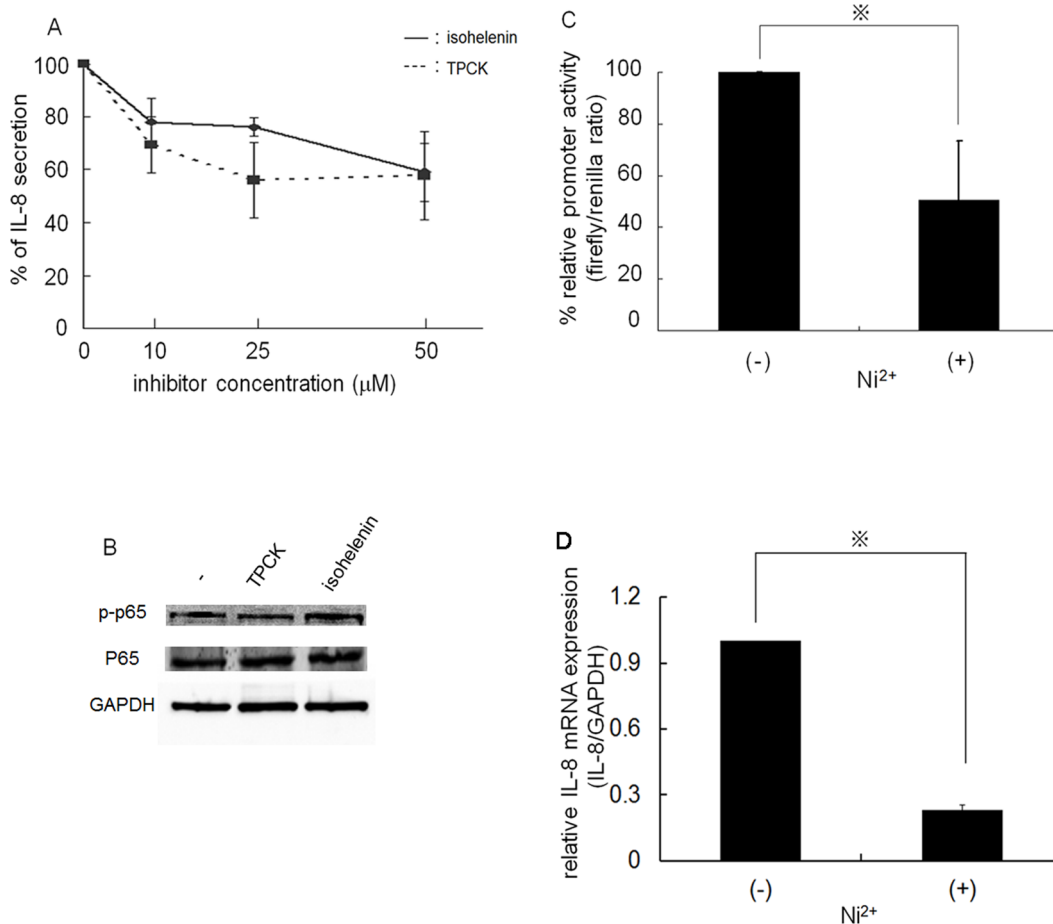 A
— : isohelenin
---- : TPCK
% of IL-8 secretion
100
80
60
40
20
0
0 10 25 50
inhibitor concentration (μM)
C
※
% relative promoter activity
(firefly/renilla ratio)
100
80
60
40
20
0
(-) (+)
Ni²⁺
B
- TPCK isohelenin
p-p65
P65
GAPDH
D
※
relative IL-8 mRNA expression
(IL-8/GAPDH)
1.2
0.9
0.6
0.3
0
(-) (+)
Ni²⁺